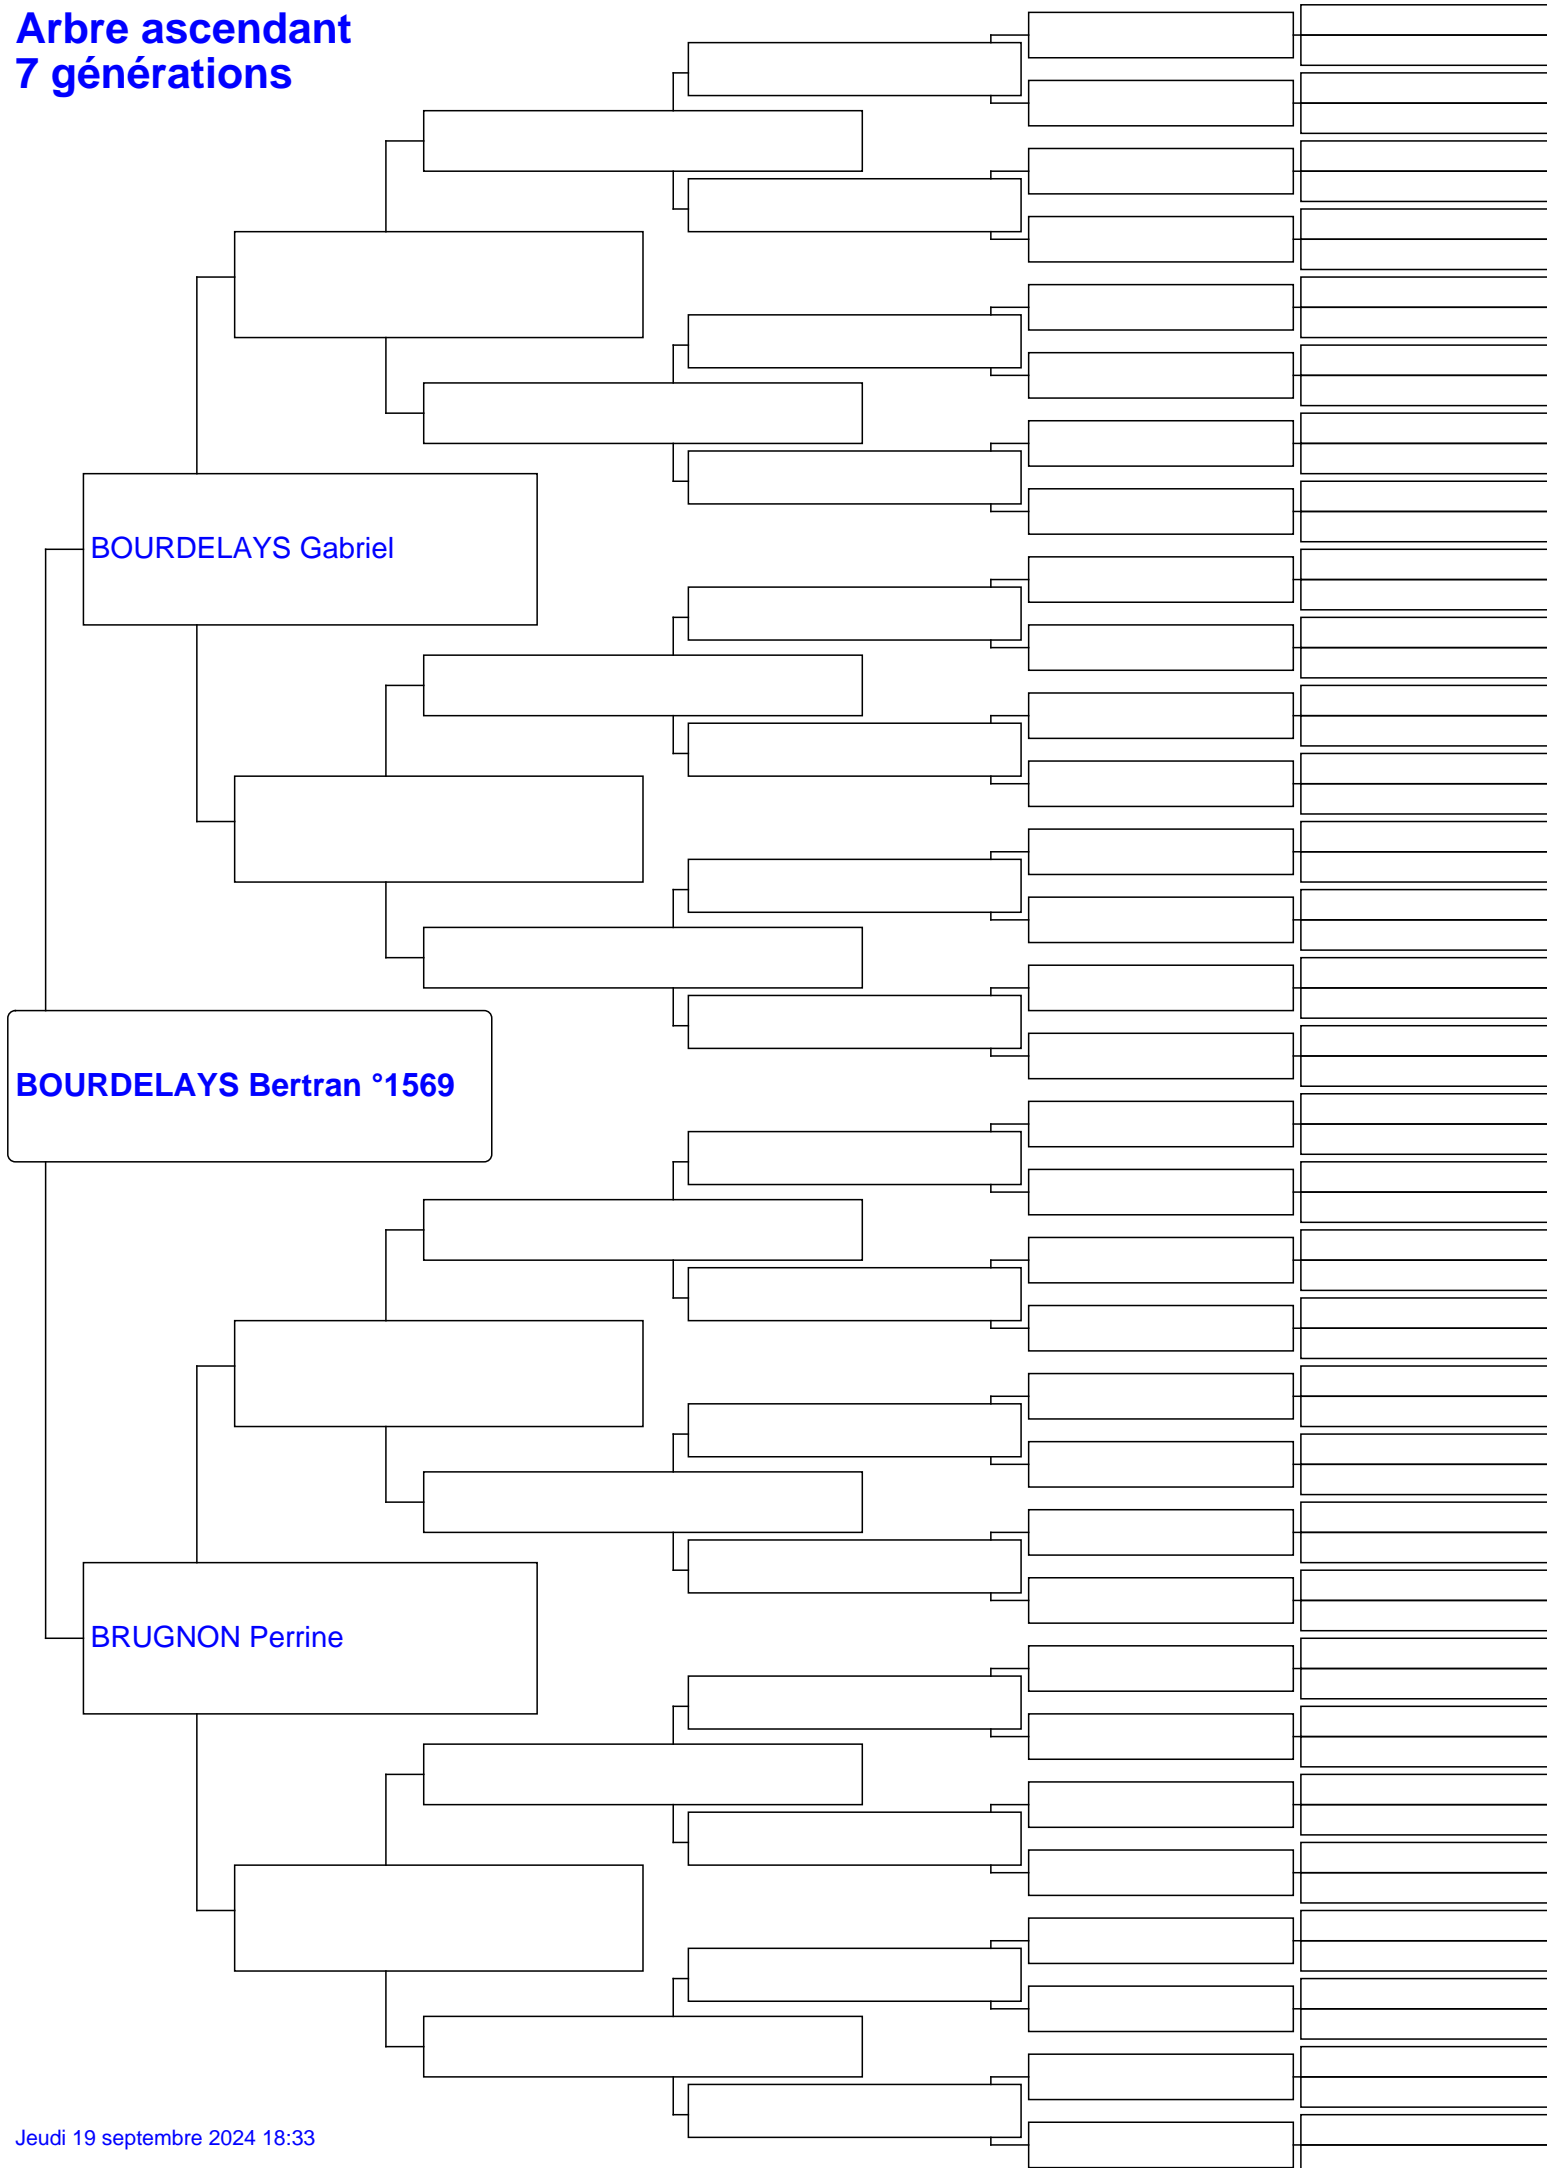 Arbre ascendant
7 générations
BOURDELAYS Gabriel
BOURDELAYS Bertran °1569
BRUGNON Perrine
Jeudi 19 septembre 2024 18:33